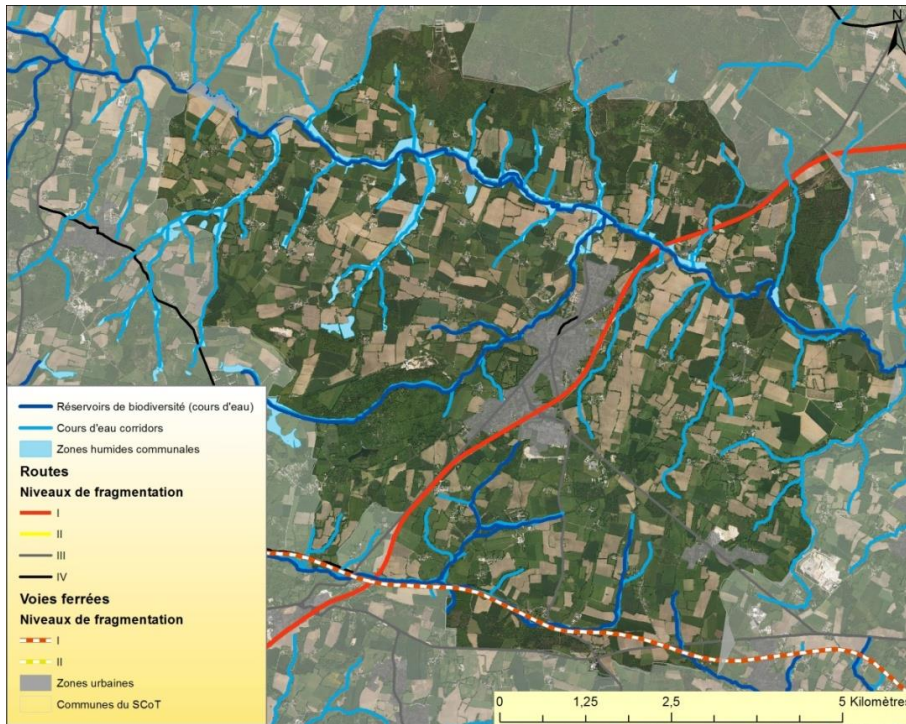 N
Réservoirs de biodiversité (cours d'eau)
Cours d'eau corridors
Zones humides communales
Routes
Niveaux de fragmentation
I
II
III
IV
Voies ferrées
Niveaux de fragmentation
I
II
Zones urbaines
Communes du SCoT
0 1,25 2,5 5 Kilomètres